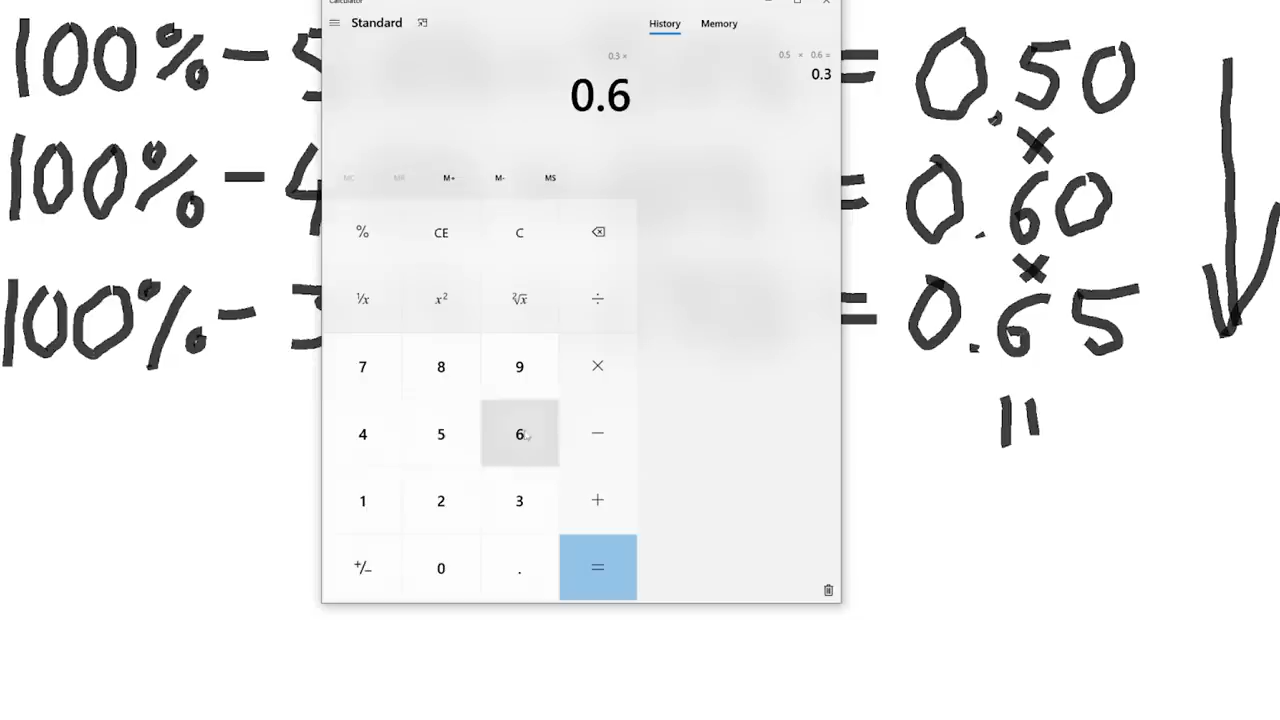 Calculator
Standard
History Memory
0.3 ×
0.6
0.5 × 0.6 =
0.3
MC MR M+ M- MS
% CE C
¹/x x² ²√x ÷
7 8 9 ×
4 5 6 −
1 2 3 +
+/− 0 . =
100% - 5 = 0.50
×
100% - 4 = 0.60
×
100% - 3 = 0.65
=